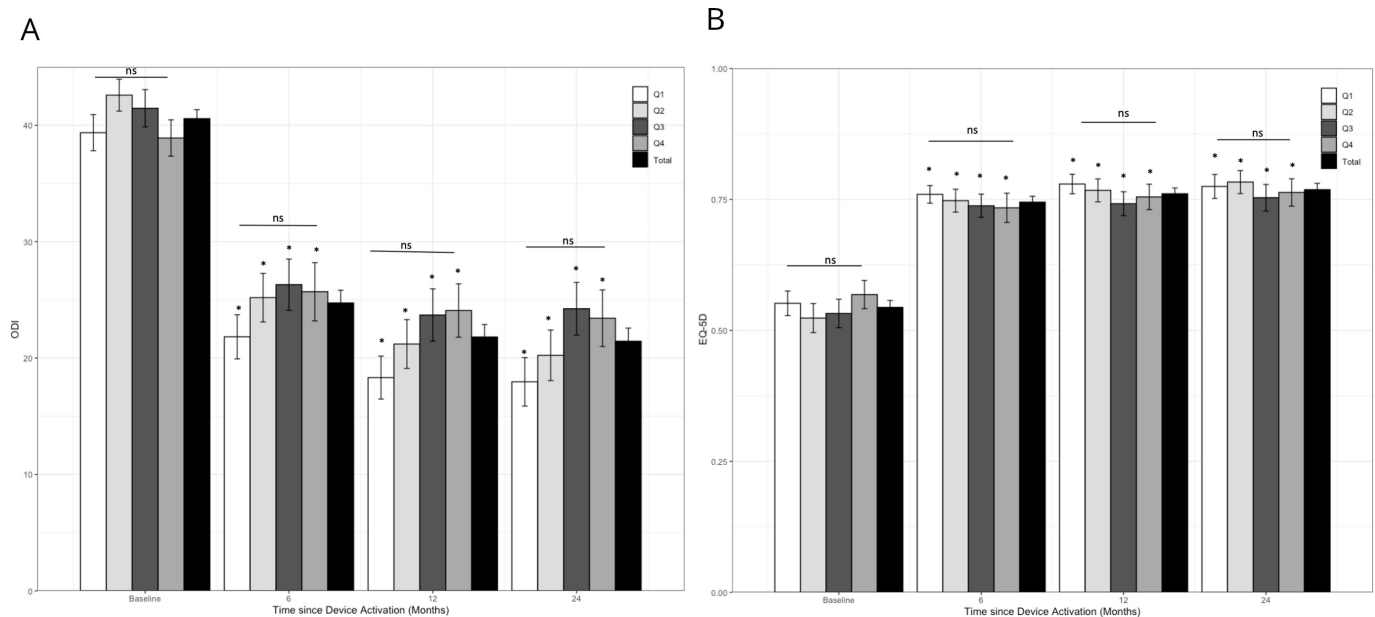 A
ns
Q1
Q2
Q3
Q4
Total
40
ns
* * * *
30
ns
* * * *
ns
* * * *
20
10
0
ODI
Baseline 6 12 24
Time since Device Activation (Months)
B
1.00
Q1
Q2
Q3
Q4
Total
ns
* * * *
ns
* * * *
ns
* * * *
0.75
ns
0.50
0.25
0.00
EQ-5D
Baseline 6 12 24
Time since Device Activation (Months)